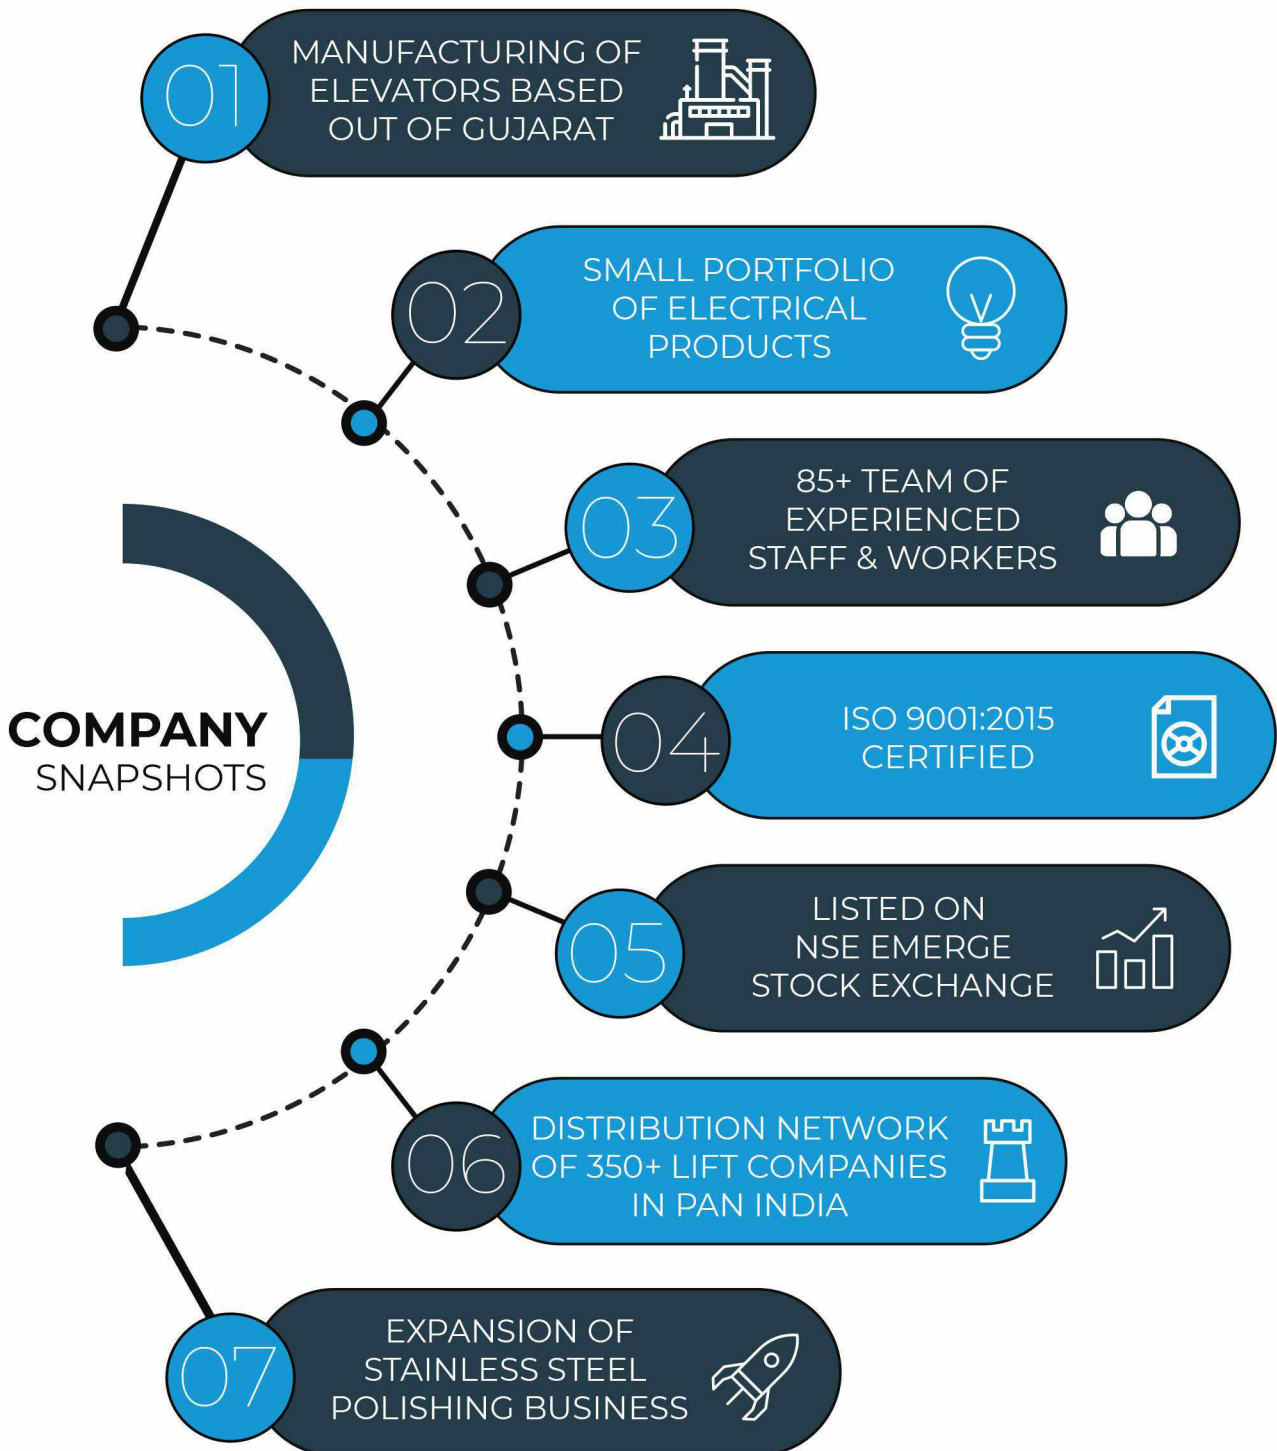 01
MANUFACTURING OF
ELEVATORS BASED
OUT OF GUJARAT
02
SMALL PORTFOLIO
OF ELECTRICAL
PRODUCTS
03
85+ TEAM OF
EXPERIENCED
STAFF & WORKERS
COMPANY
SNAPSHOTS
04
ISO 9001:2015
CERTIFIED
05
LISTED ON
NSE EMERGE
STOCK EXCHANGE
06
DISTRIBUTION NETWORK
OF 350+ LIFT COMPANIES
IN PAN INDIA
07
EXPANSION OF
STAINLESS STEEL
POLISHING BUSINESS